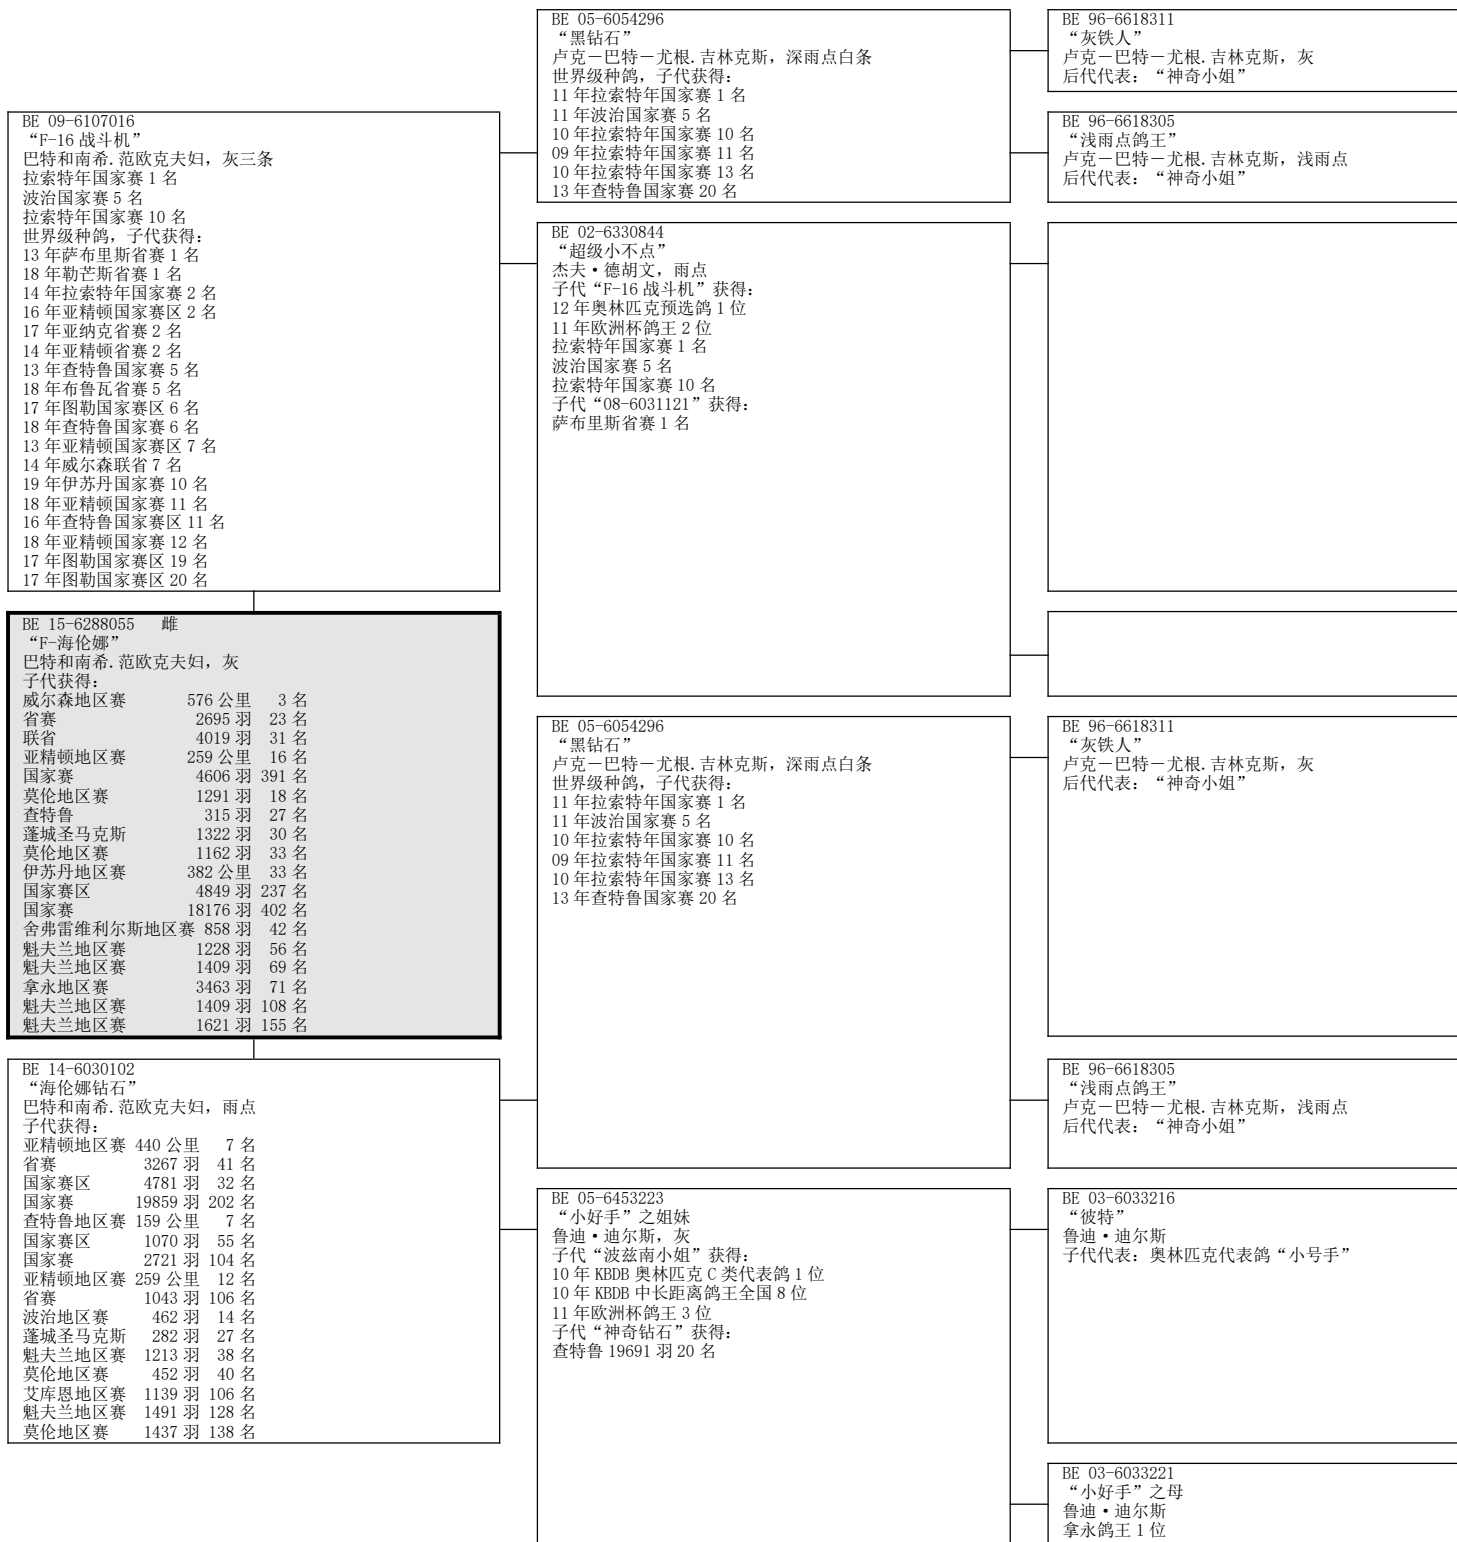 BE 09-6107016
“F-16 战斗机”
巴特和南希.范欧克夫妇，灰三条
拉索特年国家赛 1 名
波治国家赛 5 名
拉索特年国家赛 10 名
世界级种鸽，子代获得：
13 年萨布里斯省赛 1 名
18 年勒芒斯省赛 1 名
14 年拉索特年国家赛 2 名
16 年亚精顿国家赛区 2 名
17 年亚纳克省赛 2 名
14 年亚精顿省赛 2 名
13 年查特鲁国家赛 5 名
18 年布鲁瓦省赛 5 名
17 年图勒国家赛区 6 名
18 年查特鲁国家赛 6 名
13 年亚精顿国家赛区 7 名
14 年威尔森联省 7 名
19 年伊苏丹国家赛 10 名
18 年亚精顿国家赛 11 名
16 年查特鲁国家赛区 11 名
18 年亚精顿国家赛 12 名
17 年图勒国家赛区 19 名
17 年图勒国家赛区 20 名
BE 15-6288055 雌
“F-海伦娜”
巴特和南希.范欧克夫妇，灰
子代获得：
威尔森地区赛 576 公里 3 名
省赛 2695 羽 23 名
联省 4019 羽 31 名
亚精顿地区赛 259 公里 16 名
国家赛 4606 羽 391 名
莫伦地区赛 1291 羽 18 名
查特鲁 315 羽 27 名
蓬城圣马克斯 1322 羽 30 名
莫伦地区赛 1162 羽 33 名
伊苏丹地区赛 382 公里 33 名
国家赛区 4849 羽 237 名
国家赛 18176 羽 402 名
舍弗雷维利尔斯地区赛 858 羽 42 名
魁夫兰地区赛 1228 羽 56 名
魁夫兰地区赛 1409 羽 69 名
拿永地区赛 3463 羽 71 名
魁夫兰地区赛 1409 羽 108 名
魁夫兰地区赛 1621 羽 155 名
BE 14-6030102
“海伦娜钻石”
巴特和南希.范欧克夫妇，雨点
子代获得：
亚精顿地区赛 440 公里 7 名
省赛 3267 羽 41 名
国家赛区 4781 羽 32 名
国家赛 19859 羽 202 名
查特鲁地区赛 159 公里 7 名
国家赛区 1070 羽 55 名
国家赛 2721 羽 104 名
亚精顿地区赛 259 公里 12 名
省赛 1043 羽 106 名
波治地区赛 462 羽 14 名
蓬城圣马克斯 282 羽 27 名
魁夫兰地区赛 1213 羽 38 名
莫伦地区赛 452 羽 40 名
艾库恩地区赛 1139 羽 106 名
魁夫兰地区赛 1491 羽 128 名
莫伦地区赛 1437 羽 138 名
BE 05-6054296
“黑钻石”
卢克－巴特－尤根.吉林克斯，深雨点白条
世界级种鸽，子代获得：
11 年拉索特年国家赛 1 名
11 年波治国家赛 5 名
10 年拉索特年国家赛 10 名
09 年拉索特年国家赛 11 名
10 年拉索特年国家赛 13 名
13 年查特鲁国家赛 20 名
BE 02-6330844
“超级小不点”
杰夫•德胡文，雨点
子代“F-16 战斗机”获得：
12 年奥林匹克预选鸽 1 位
11 年欧洲杯鸽王 2 位
拉索特年国家赛 1 名
波治国家赛 5 名
拉索特年国家赛 10 名
子代“08-6031121”获得：
萨布里斯省赛 1 名
BE 05-6054296
“黑钻石”
卢克－巴特－尤根.吉林克斯，深雨点白条
世界级种鸽，子代获得：
11 年拉索特年国家赛 1 名
11 年波治国家赛 5 名
10 年拉索特年国家赛 10 名
09 年拉索特年国家赛 11 名
10 年拉索特年国家赛 13 名
13 年查特鲁国家赛 20 名
BE 05-6453223
“小好手”之姐妹
鲁迪•迪尔斯，灰
子代“波兹南小姐”获得：
10 年 KBDB 奥林匹克 C 类代表鸽 1 位
10 年 KBDB 中长距离鸽王全国 8 位
11 年欧洲杯鸽王 3 位
子代“神奇钻石”获得：
查特鲁 19691 羽 20 名
BE 96-6618311
“灰铁人”
卢克－巴特－尤根.吉林克斯，灰
后代代表：“神奇小姐”
BE 96-6618305
“浅雨点鸽王”
卢克－巴特－尤根.吉林克斯，浅雨点
后代代表：“神奇小姐”
BE 96-6618311
“灰铁人”
卢克－巴特－尤根.吉林克斯，灰
后代代表：“神奇小姐”
BE 96-6618305
“浅雨点鸽王”
卢克－巴特－尤根.吉林克斯，浅雨点
后代代表：“神奇小姐”
BE 03-6033216
“彼特”
鲁迪•迪尔斯
子代代表：奥林匹克代表鸽“小号手”
BE 03-6033221
“小好手”之母
鲁迪•迪尔斯
拿永鸽王 1 位